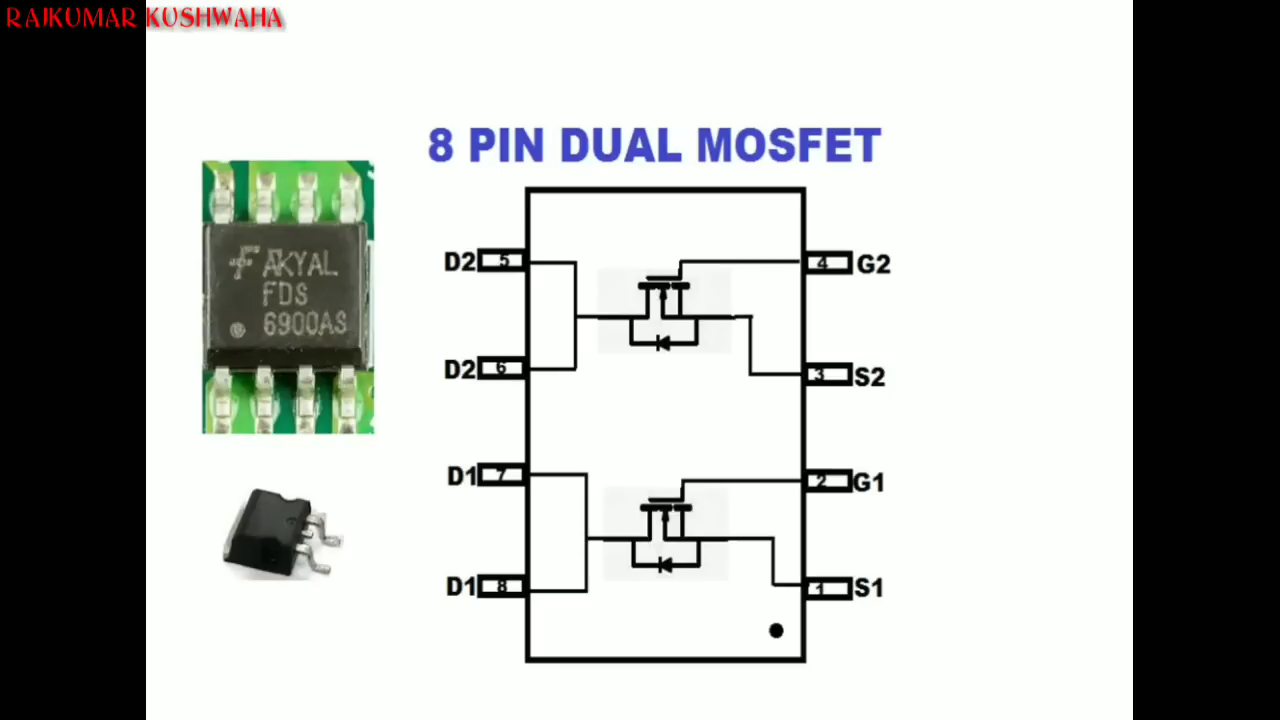 RAJKUMAR KUSHWAHA
8 PIN DUAL MOSFET
AKYAL
FDS
6900AS
D2 5
4 G2
D2 6
3 S2
D1 7
2 G1
D1 8
1 S1